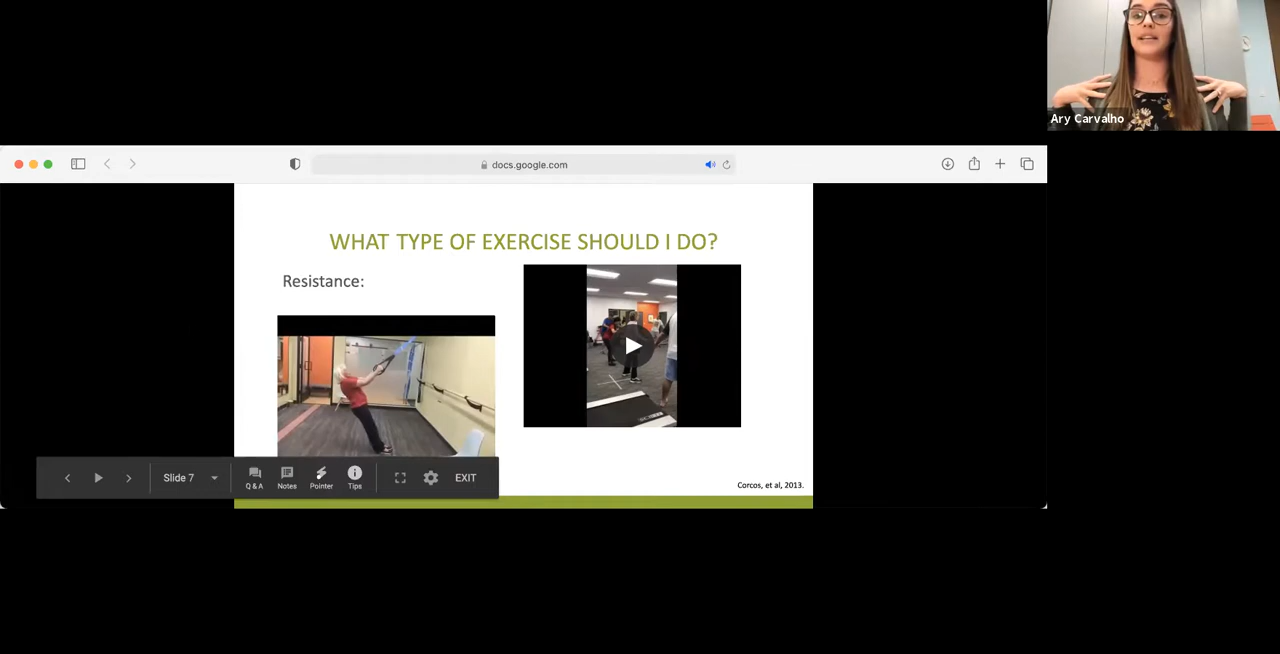 Ary Carvalho
docs.google.com
WHAT TYPE OF EXERCISE SHOULD I DO?
Resistance:
Slide 7
Q & A
Notes
Pointer
Tips
EXIT
Corcos, et al, 2013.